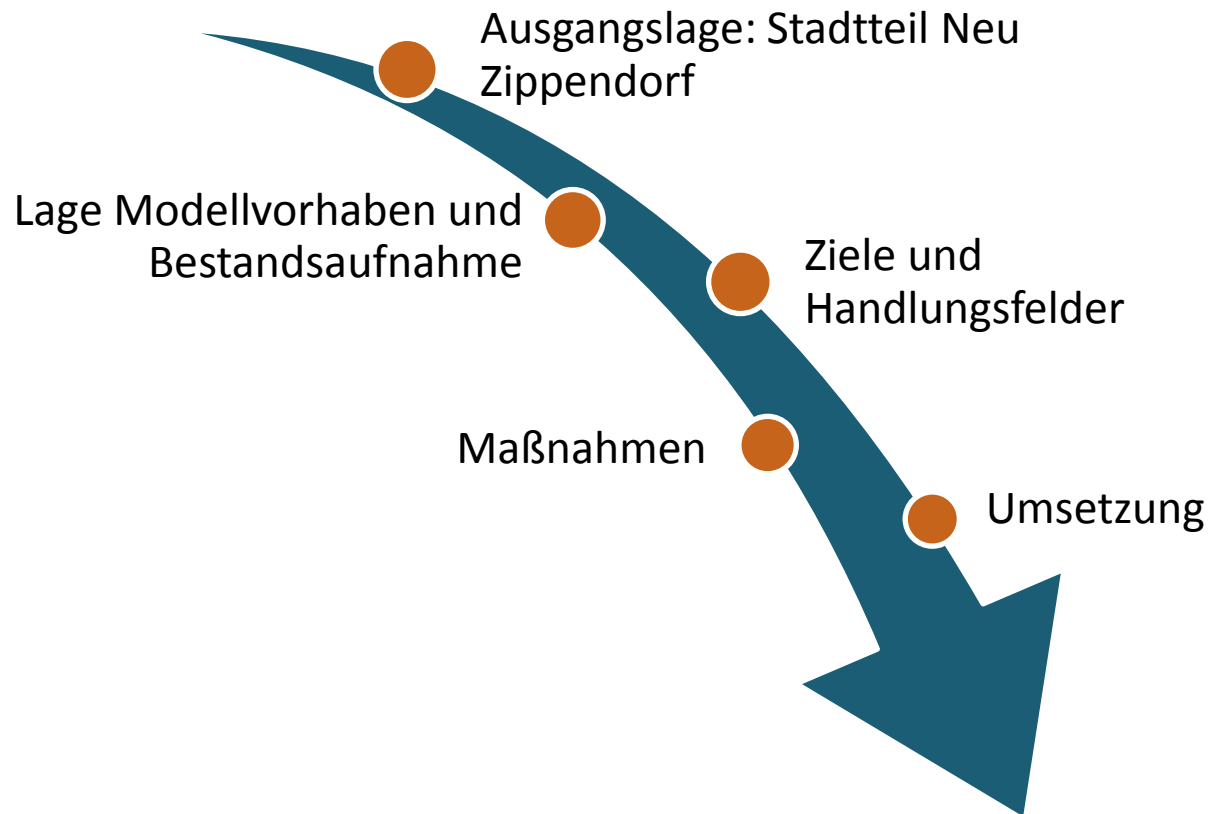 Ausgangslage: Stadtteil Neu
Zippendorf
Lage Modellvorhaben und
Bestandsaufnahme
Ziele und
Handlungsfelder
Maßnahmen
Umsetzung